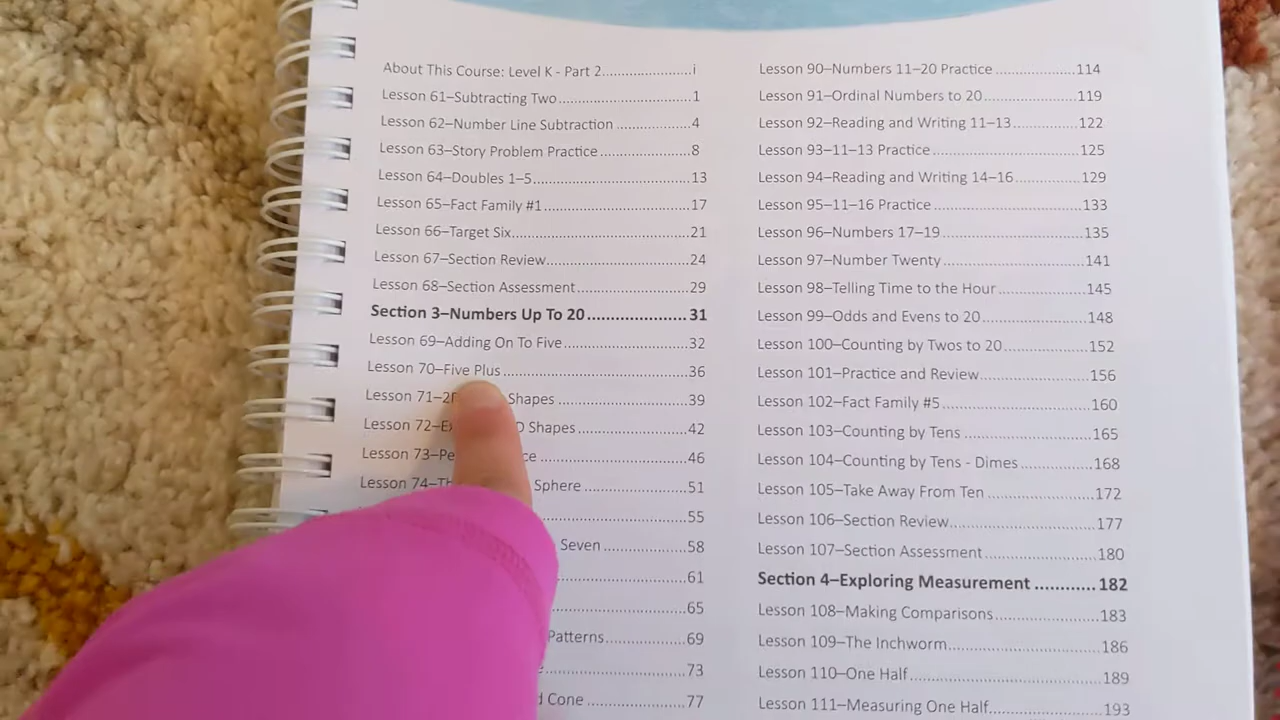 About This Course: Level K - Part 2........................i
Lesson 61–Subtracting Two....................................1
Lesson 62–Number Line Subtraction ....................4
Lesson 63–Story Problem Practice........................8
Lesson 64–Doubles 1–5........................................13
Lesson 65–Fact Family #1.....................................17
Lesson 66–Target Six.............................................21
Lesson 67–Section Review....................................24
Lesson 68–Section Assessment............................29
Section 3–Numbers Up To 20.....................31
Lesson 69–Adding On To Five ...............................32
Lesson 70–Five Plus..............................................36
Lesson 71– Shapes ...............................39
Lesson 72– Shapes ...........................42
Lesson 73– .....................................46
Lesson 74– Sphere ..........................51
55
Seven ......................58
61
65
Patterns....................69
73
Cone ........................77
Lesson 90–Numbers 11–20 Practice ...................114
Lesson 91–Ordinal Numbers to 20......................119
Lesson 92–Reading and Writing 11–13................122
Lesson 93–11–13 Practice...................................125
Lesson 94–Reading and Writing 14–16................129
Lesson 95–11–16 Practice...................................133
Lesson 96–Numbers 17–19.................................135
Lesson 97–Number Twenty.................................141
Lesson 98–Telling Time to the Hour....................145
Lesson 99–Odds and Evens to 20........................148
Lesson 100–Counting by Twos to 20...................152
Lesson 101–Practice and Review........................156
Lesson 102–Fact Family #5..................................160
Lesson 103–Counting by Tens .............................165
Lesson 104–Counting by Tens - Dimes ................168
Lesson 105–Take Away From Ten ........................172
Lesson 106–Section Review................................177
Lesson 107–Section Assessment.........................180
Section 4–Exploring Measurement ...........182
Lesson 108–Making Comparisons.......................183
Lesson 109–The Inchworm.................................186
Lesson 110–One Half..........................................189
Lesson 111–Measuring One Half.........................193